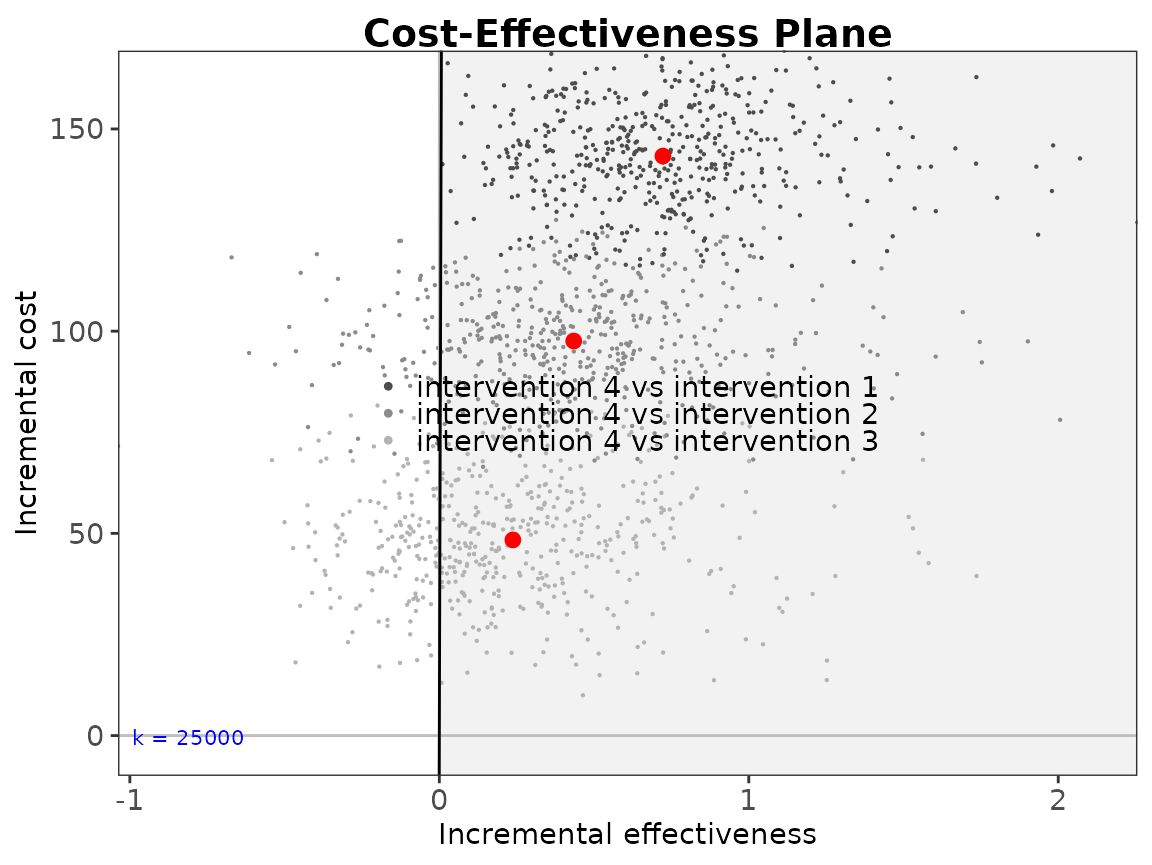 Cost-Effectiveness Plane
150
100
50
0
Incremental cost
intervention 4 vs intervention 1
intervention 4 vs intervention 2
intervention 4 vs intervention 3
k = 25000
-1
0
1
2
Incremental effectiveness